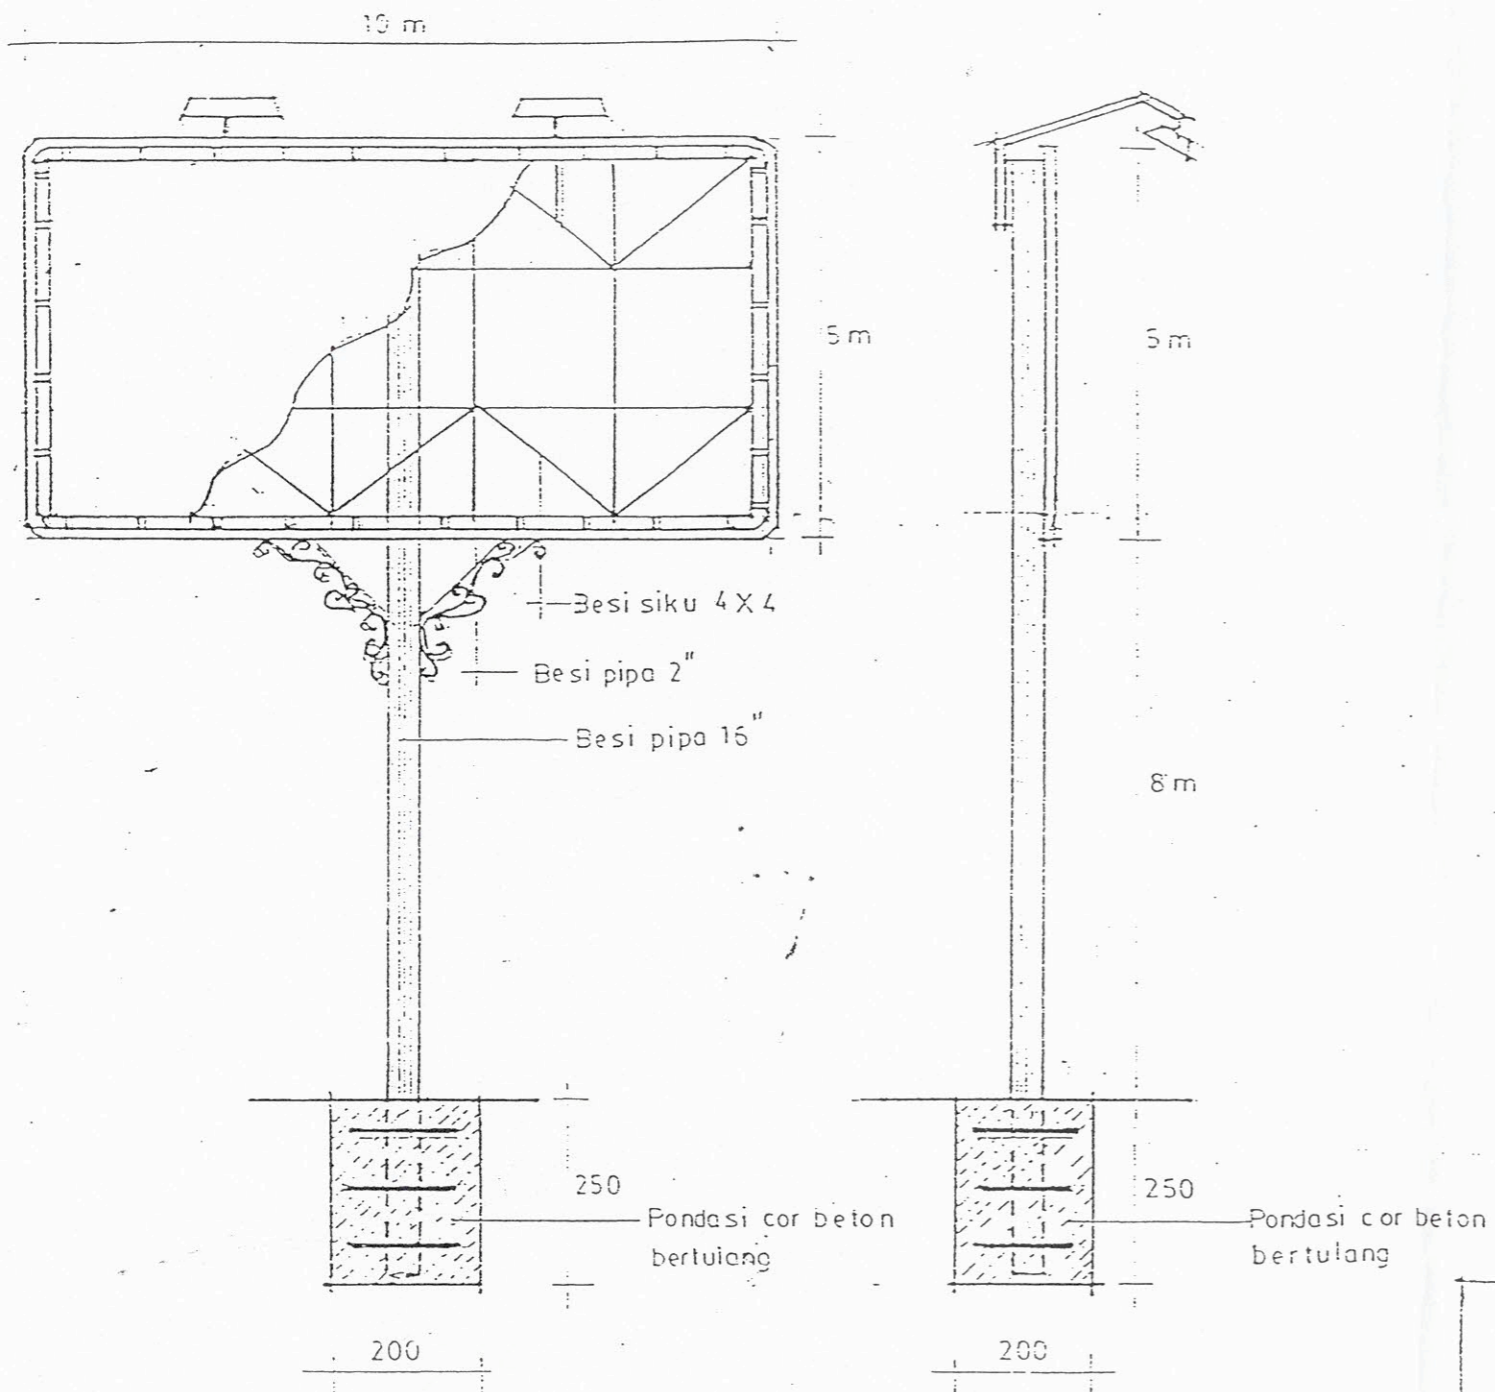 10 m
5 m
5 m
Besi siku 4 X 4
Besi pipa 2"
Besi pipa 16"
8 m
250
250
Pondasi cor beton
bertulang
Pondasi cor beton
bertulang
200
200